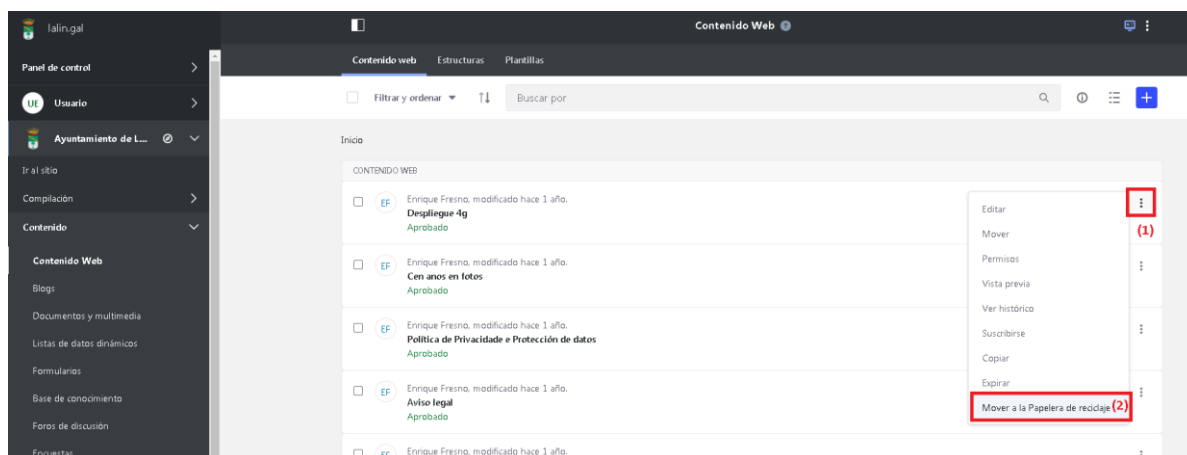 lalin.gal
Contenido Web
Panel de control
Contenido web Estructuras Plantillas
UE Usuario
Filtrar y ordenar Buscar por
Ayuntamiento de L...
Inicio
Ir al sitio
CONTENIDO WEB
Compilación
EF Enrique Fresno, modificado hace 1 año.
Despliegue 4g
Aprobado
Contenido
Contenido Web
Blogs
Documentos y multimedia
Listas de datos dinámicos
Formularios
Base de conocimiento
Foros de discusión
Encuestas
EF Enrique Fresno, modificado hace 1 año.
Cen anos en fotos
Aprobado
EF Enrique Fresno, modificado hace 1 año.
Política de Privacidade e Protección de datos
Aprobado
EF Enrique Fresno, modificado hace 1 año.
Aviso legal
Aprobado
EF Enrique Fresno, modificado hace 1 año.
(1)
Editar
Mover
Permisos
Vista previa
Ver histórico
Suscribirse
Copiar
Expirar
Mover a la Papelera de reciclaje (2)